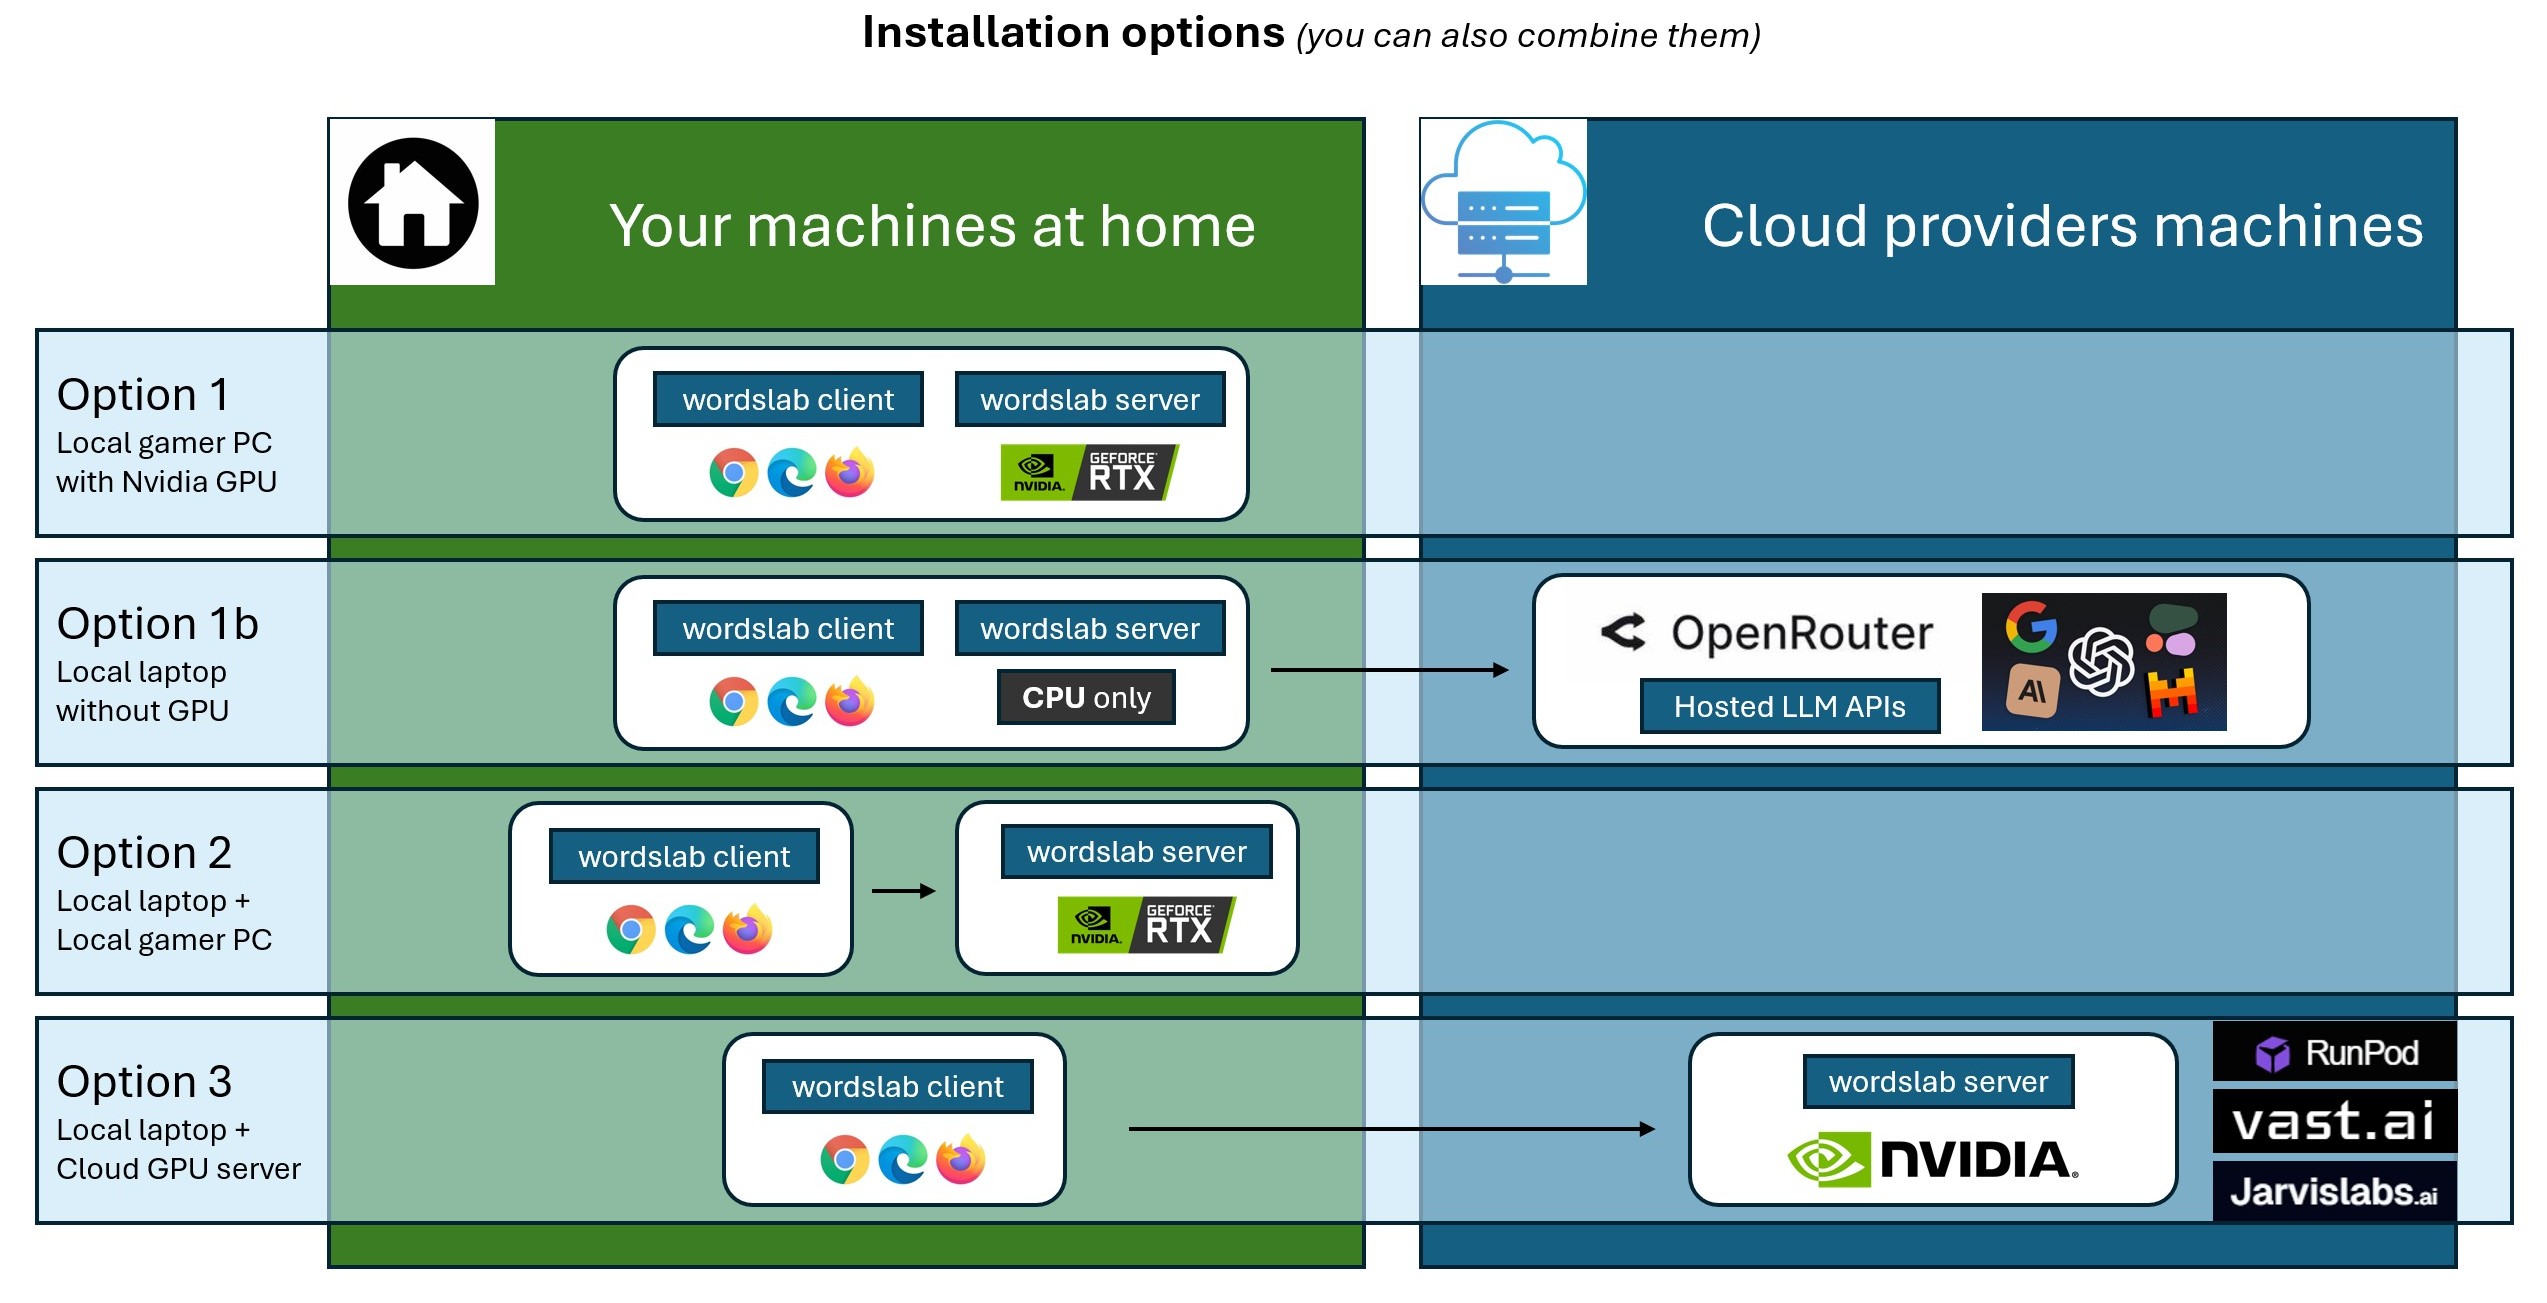 Installation options (you can also combine them)
Your machines at home
Cloud providers machines
Option 1
Local gamer PC
with Nvidia GPU
wordslab client
wordslab server
NVIDIA.
GEFORCE
RTX
Option 1b
Local laptop
without GPU
wordslab client
wordslab server
CPU only
OpenRouter
Hosted LLM APIs
G
AI
Option 2
Local laptop +
Local gamer PC
wordslab client
wordslab server
NVIDIA.
GEFORCE
RTX
Option 3
Local laptop +
Cloud GPU server
wordslab client
wordslab server
NVIDIA.
RunPod
vast.ai
Jarvislabs.ai